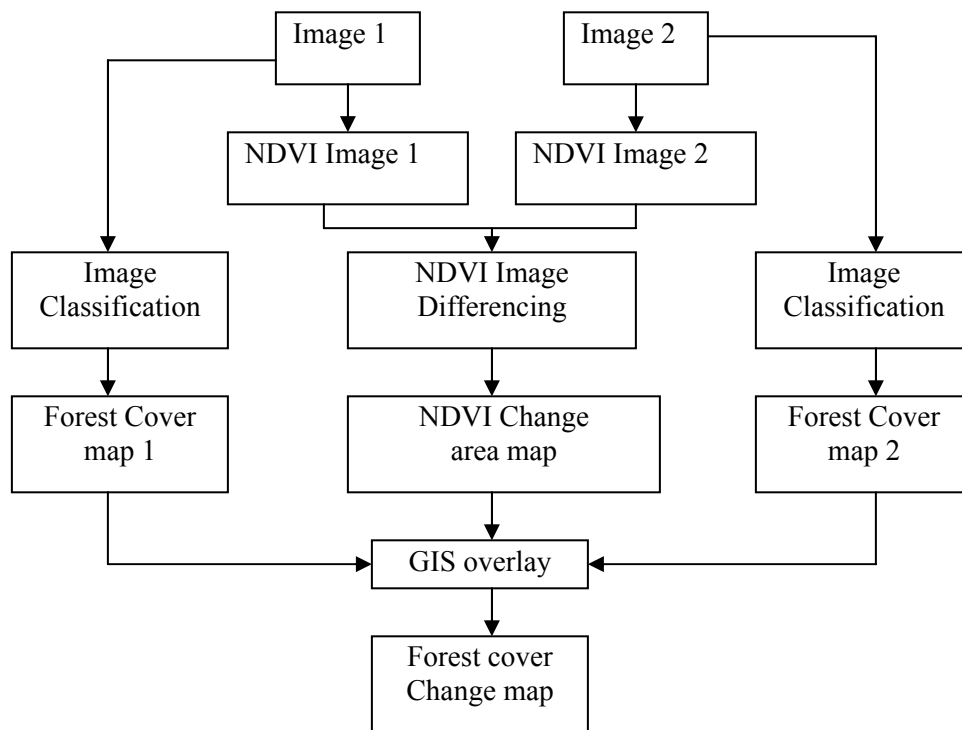 Image 1
Image 2
NDVI Image 1
NDVI Image 2
Image
Classification
NDVI Image
Differencing
Image
Classification
Forest Cover
map 1
NDVI Change
area map
Forest Cover
map 2
GIS overlay
Forest cover
Change map